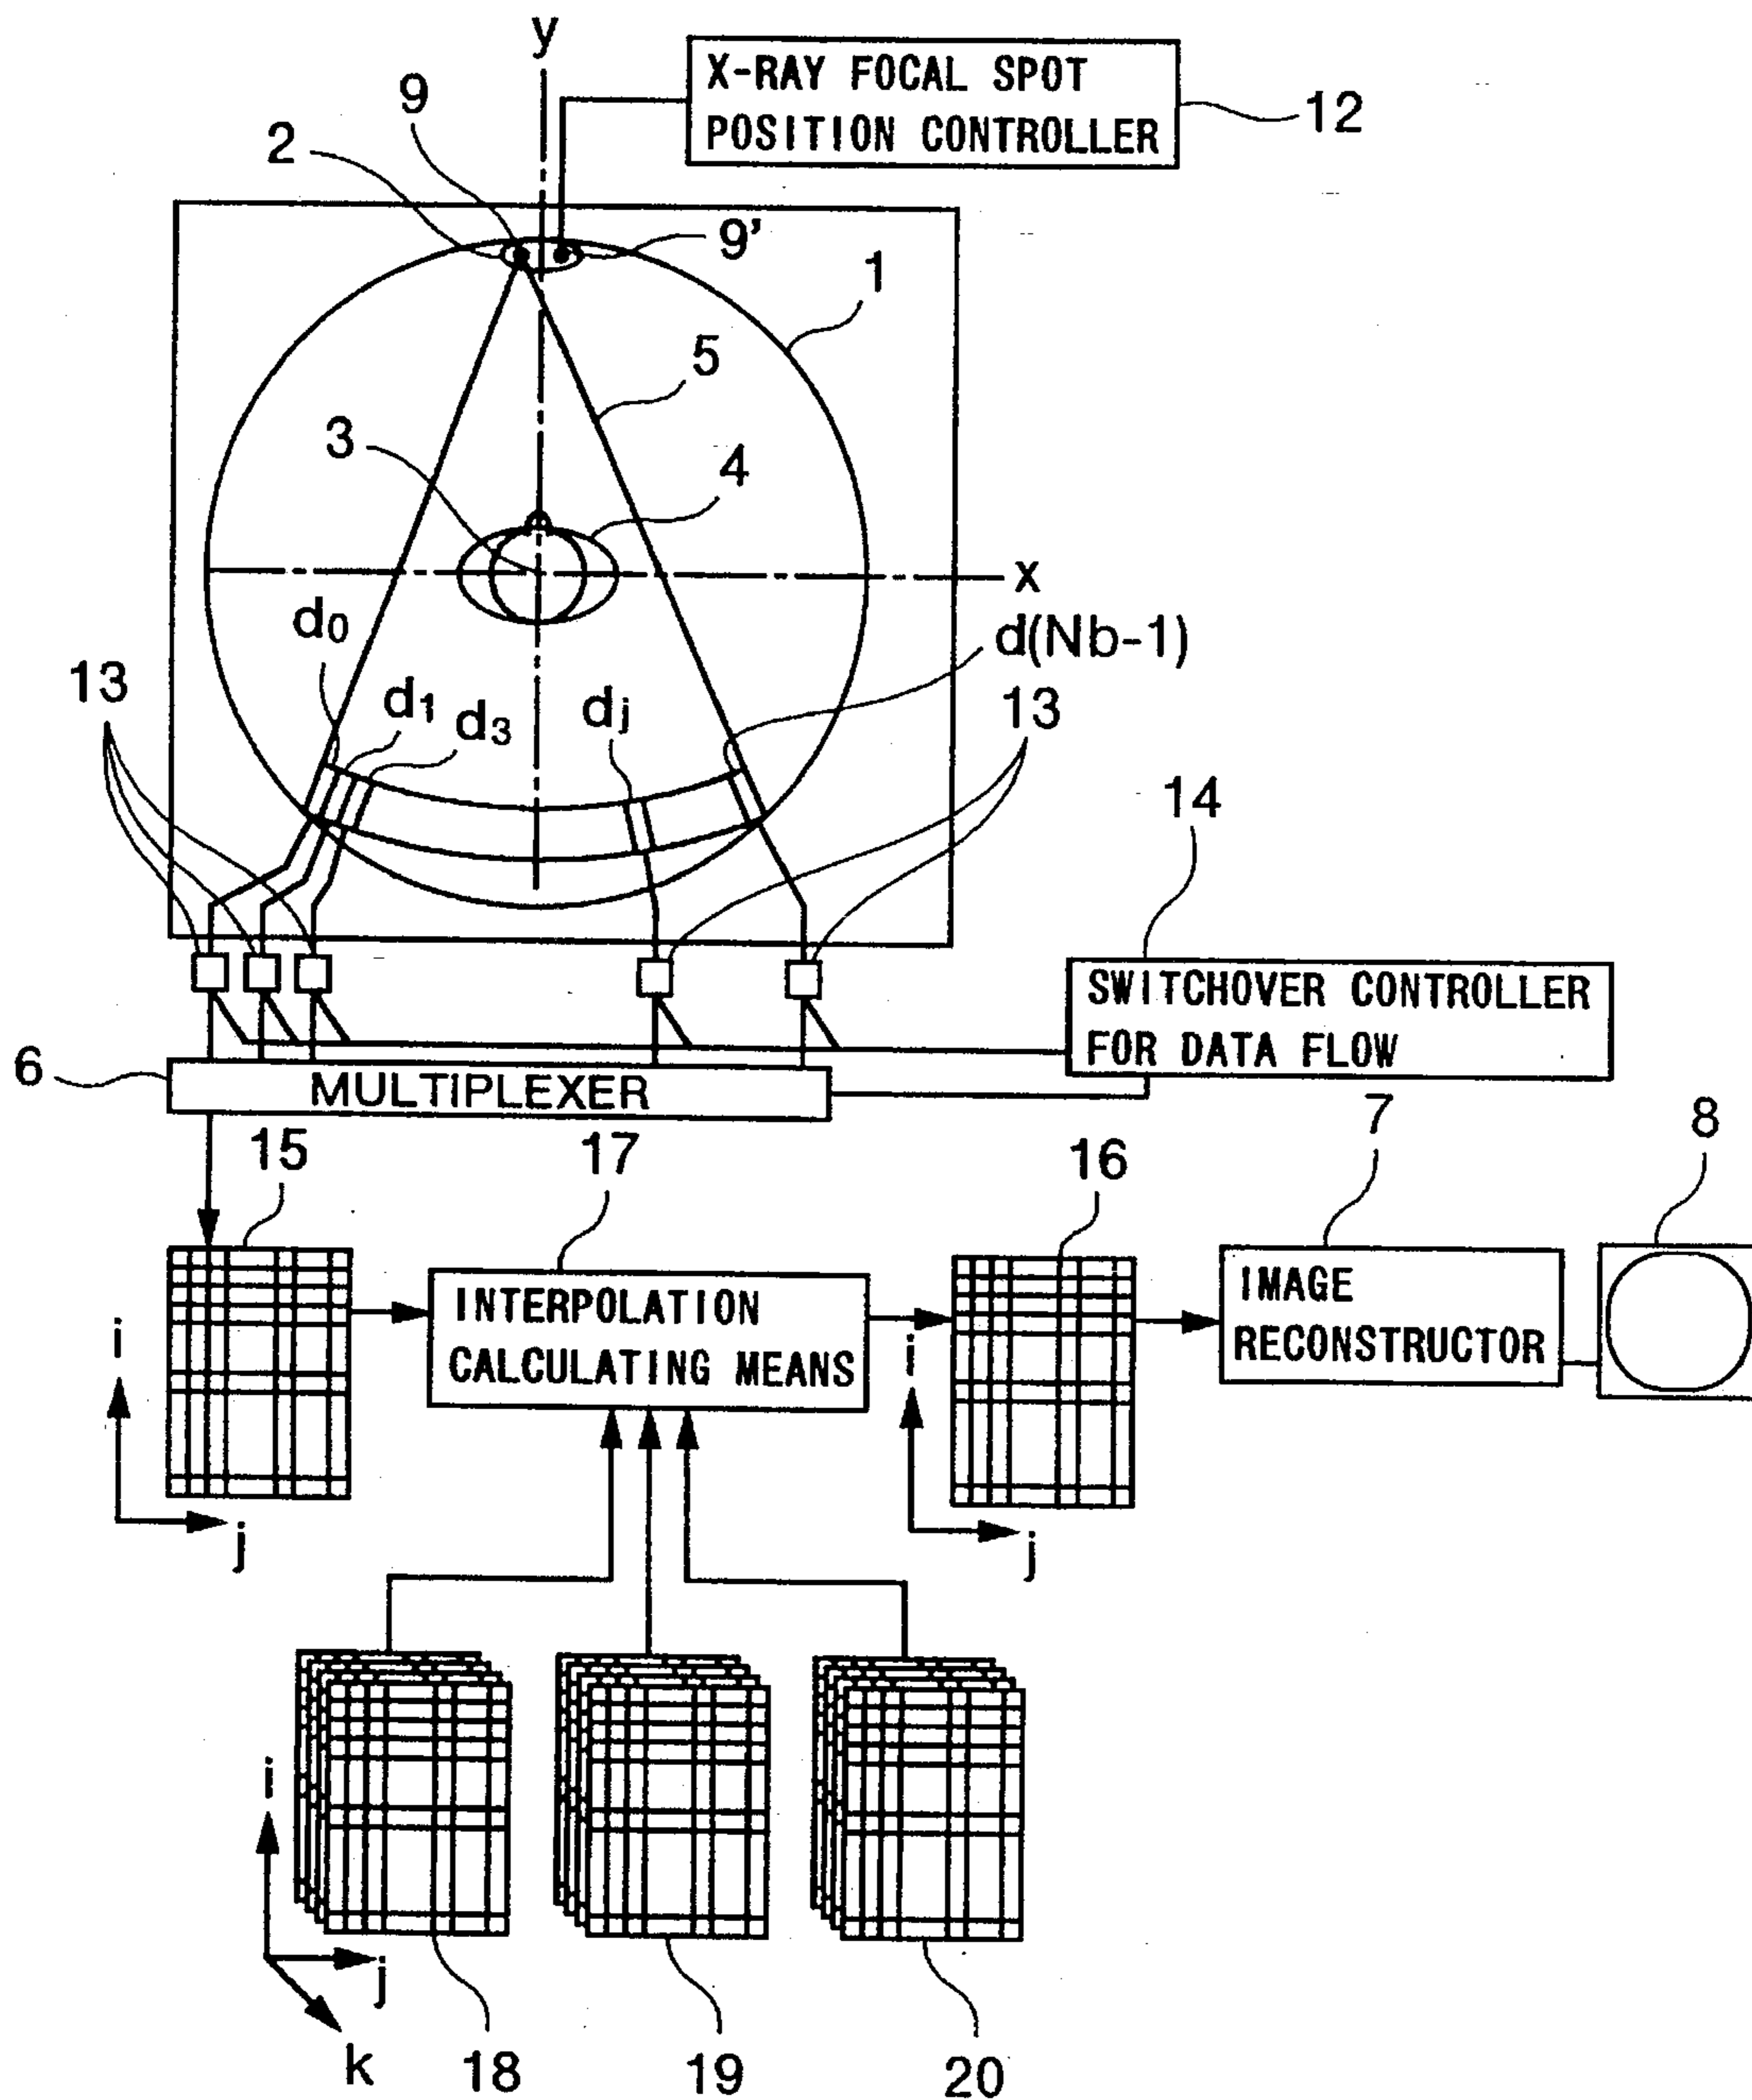 y
X-RAY FOCAL SPOT
POSITION CONTROLLER
12
9
2
9’
1
5
3
4
x
d0
d(Nb-1)
13
d1
d3
dj
13
14
SWITCHOVER CONTROLLER
FOR DATA FLOW
6
MULTIPLEXER
15
17
16
7
8
INTERPOLATION
CALCULATING MEANS
IMAGE
RECONSTRUCTOR
i
j
i
j
i
j
k
18
19
20